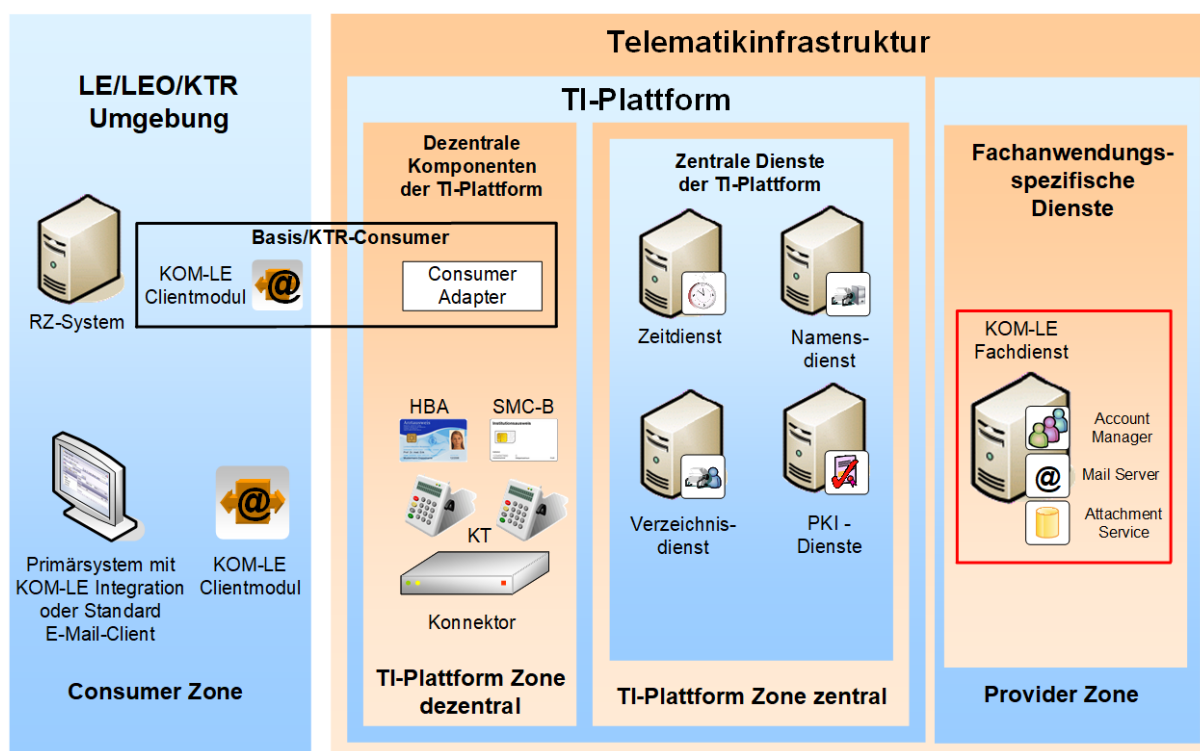 Telematikinfrastruktur
LE/LEO/KTR
Umgebung
TI-Plattform
Dezentrale
Komponenten
der TI-Plattform
Zentrale Dienste
der TI-Plattform
Fachanwendungs-
spezifische
Dienste
Basis/KTR-Consumer
KOM-LE
Clientmodul
@
Consumer
Adapter
RZ-System
Zeitdienst
Namens-
dienst
KOM-LE
Fachdienst
Account
Manager
@
Mail Server
Attachment
Service
HBA
SMC-B
KT
Konnektor
Verzeichnis-
dienst
PKI -
Dienste
@
Primärsystem mit
KOM-LE Integration
oder Standard
E-Mail-Client
KOM-LE
Clientmodul
Consumer Zone
TI-Plattform Zone
dezentral
TI-Plattform Zone zentral
Provider Zone